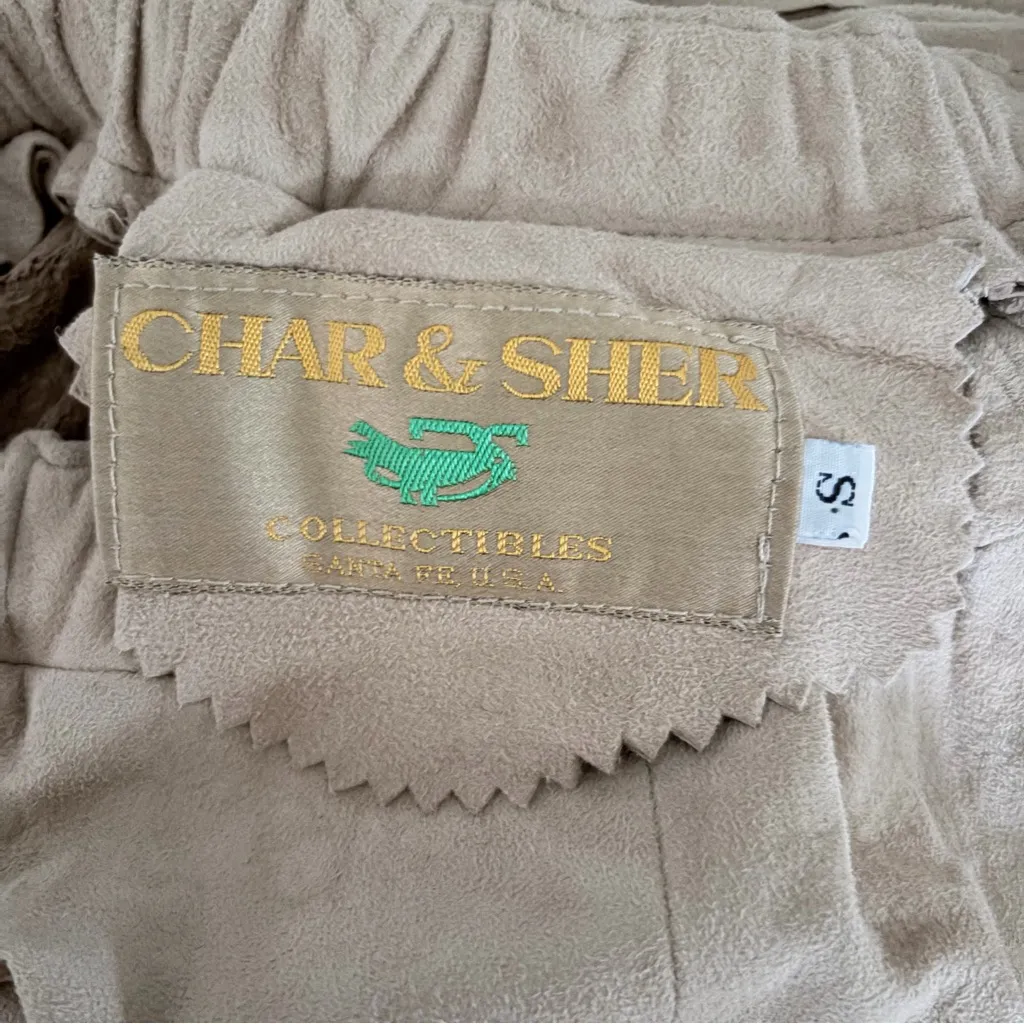 CHAR & SHER
COLLECTIBLES
SANTA FE, U.S.A.
S